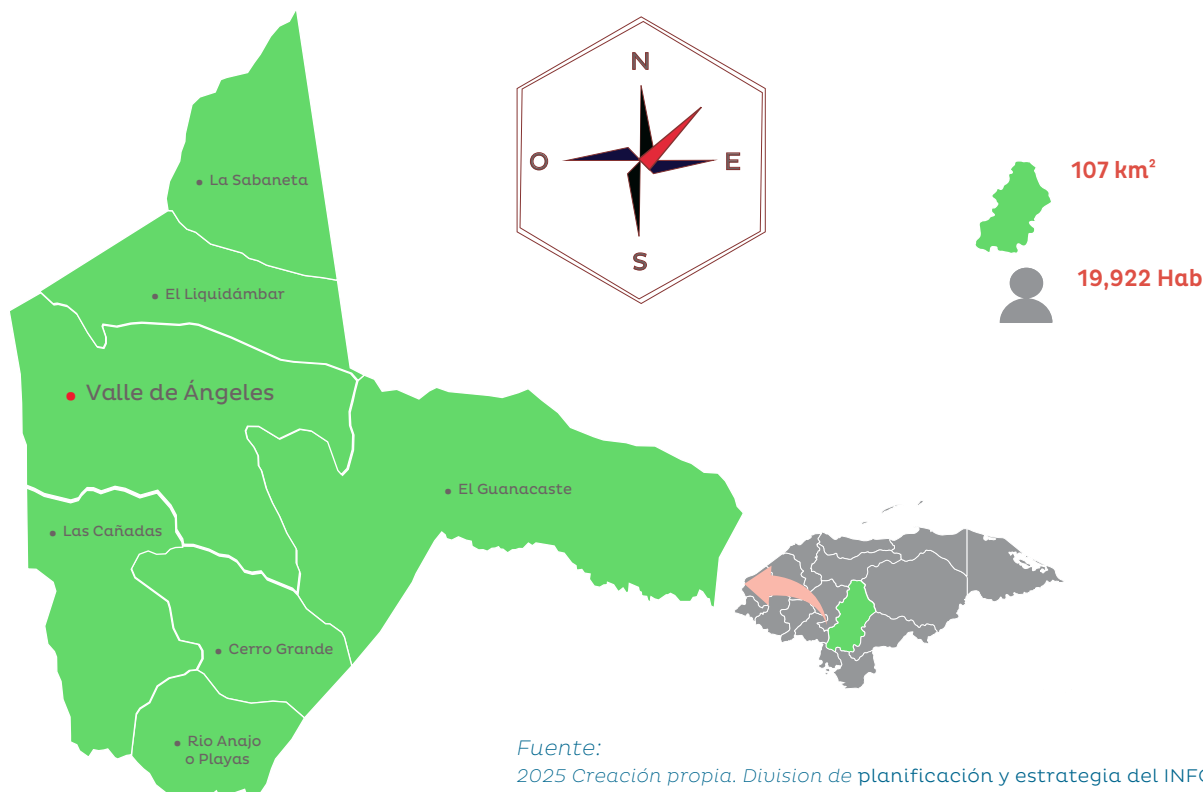 N
O
E
S
107 km²
19,922 Hab
La Sabaneta
El Liquidámbar
Valle de Ángeles
El Guanacaste
Las Cañadas
Cerro Grande
Rio Anajo
o Playas
Fuente:
2025 Creación propia. Division de planificación y estrategia del